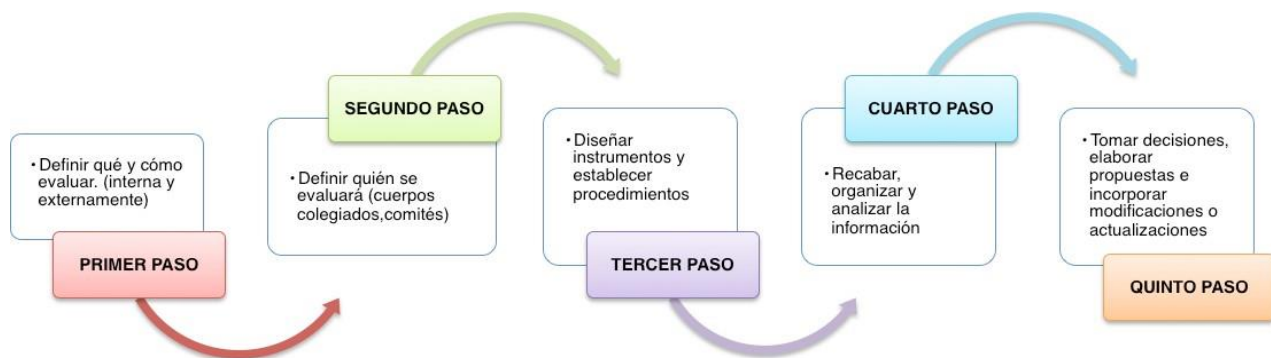 • Definir qué y cómo
evaluar. (interna y
externamente)
PRIMER PASO
SEGUNDO PASO
• Definir quién se
evaluará (cuerpos
colegiados,comités)
• Diseñar
instrumentos y
establecer
procedimientos
TERCER PASO
CUARTO PASO
• Recabar,
organizar y
analizar la
información
• Tomar decisiones,
elaborar
propuestas e
incorporar
modificaciones o
actualizaciones
QUINTO PASO